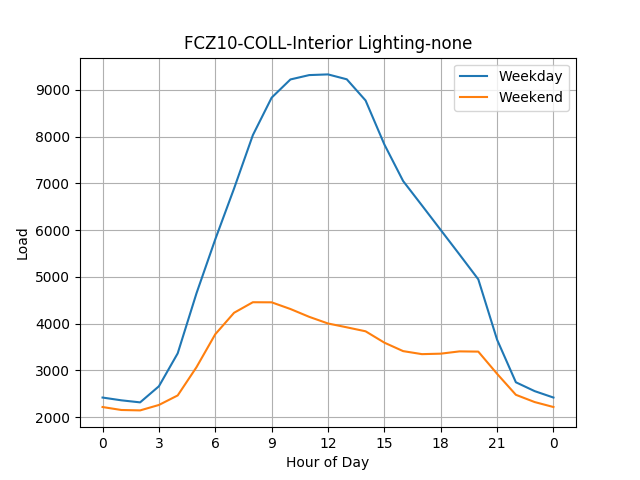 FCZ10-COLL-Interior Lighting-none
Weekday
Weekend
Load
9000
8000
7000
6000
5000
4000
3000
2000
0 3 6 9 12 15 18 21 0
Hour of Day